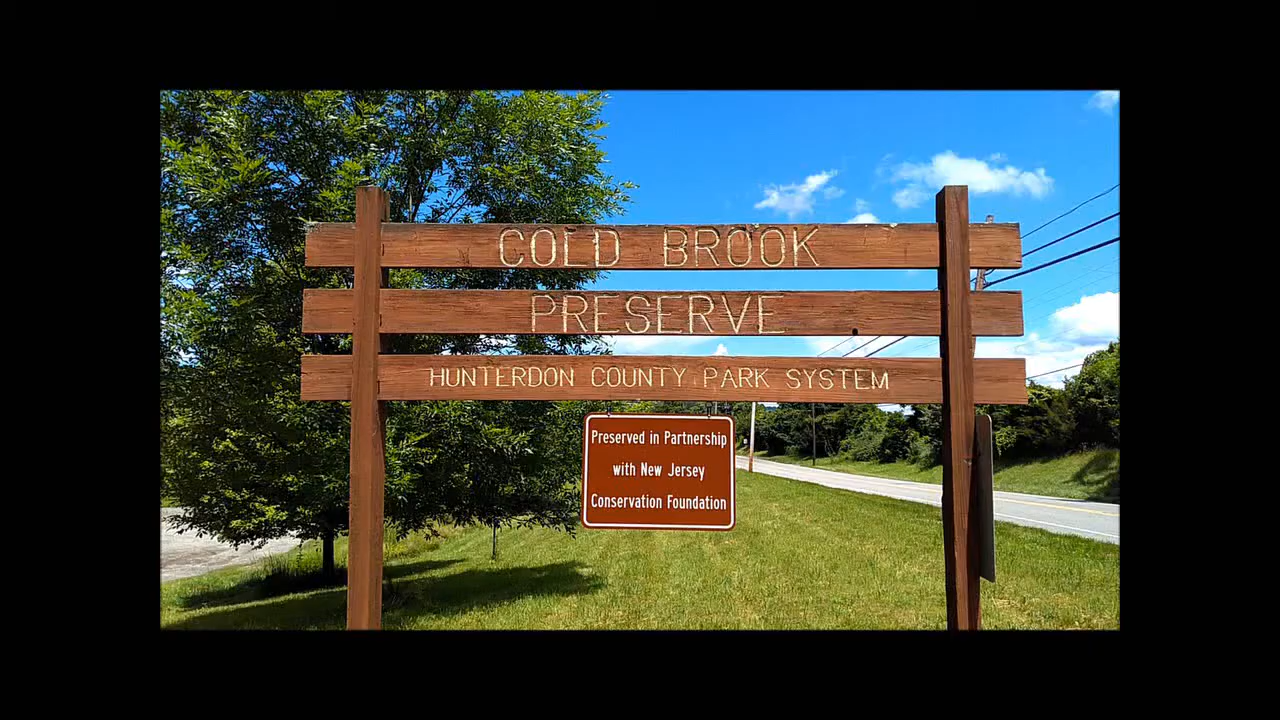 COLD BROOK
PRESERVE
HUNTERDON COUNTY PARK SYSTEM
Preserved in Partnership
with New Jersey
Conservation Foundation